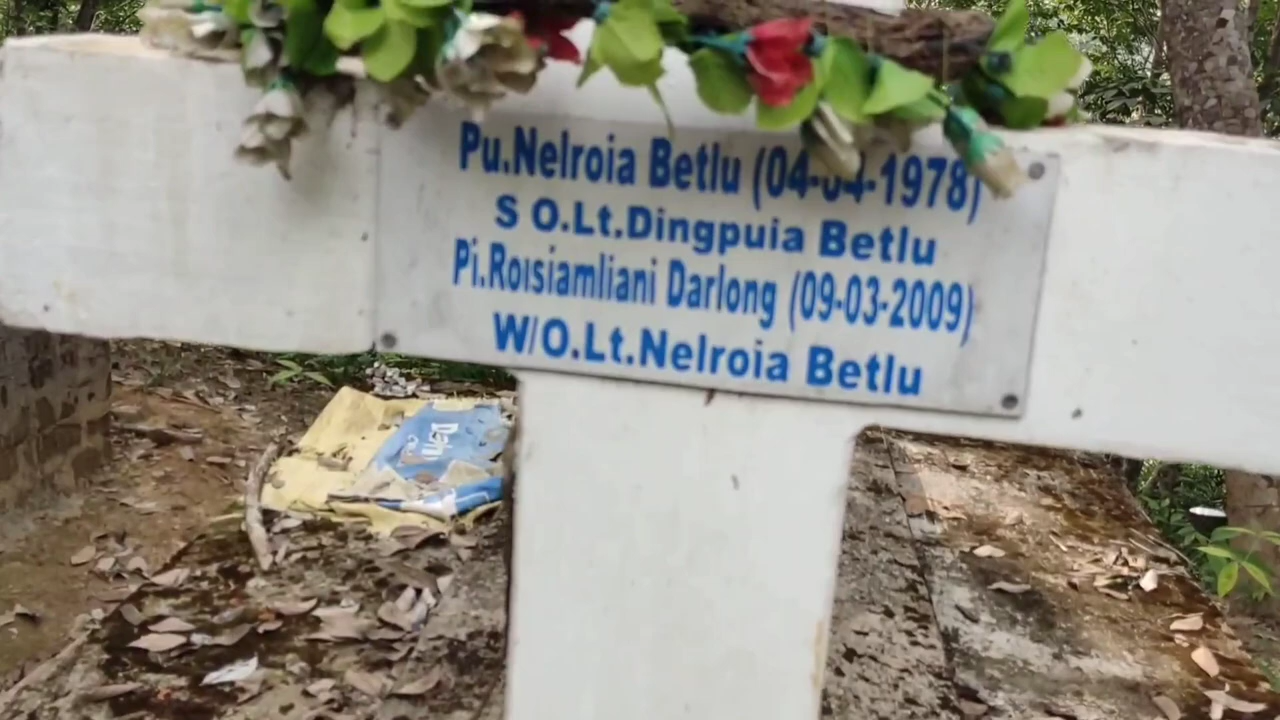 Pu.Nelroia Betlu (04-04-1978)
S O.Lt.Dingpuia Betlu
Pi.Roisiamliani Darlong (09-03-2009)
W/O.Lt.Nelroia Betlu